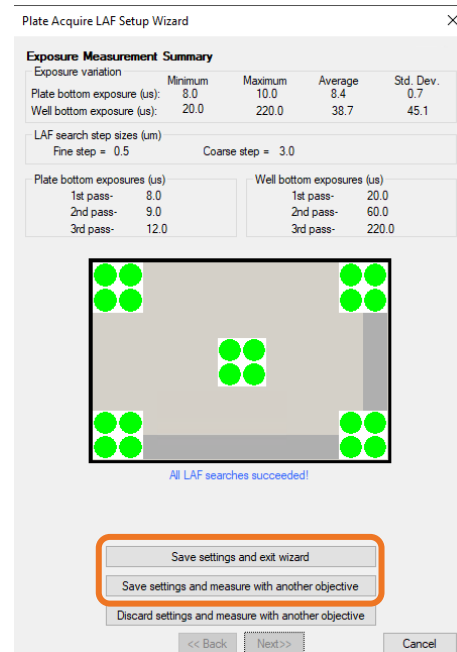 Plate Acquire LAF Setup Wizard
Exposure Measurement Summary
Exposure variation
Minimum Maximum Average Std. Dev.
Plate bottom exposure (us): 8.0 10.0 8.4 0.7
Well bottom exposure (us): 20.0 220.0 38.7 45.1
LAF search step sizes (um)
Fine step = 0.5 Coarse step = 3.0
Plate bottom exposures (us) Well bottom exposures (us)
1st pass- 8.0 1st pass- 20.0
2nd pass- 9.0 2nd pass- 60.0
3rd pass- 12.0 3rd pass- 220.0
All LAF searches succeeded!
Save settings and exit wizard
Save settings and measure with another objective
Discard settings and measure with another objective
<< Back Next>> Cancel